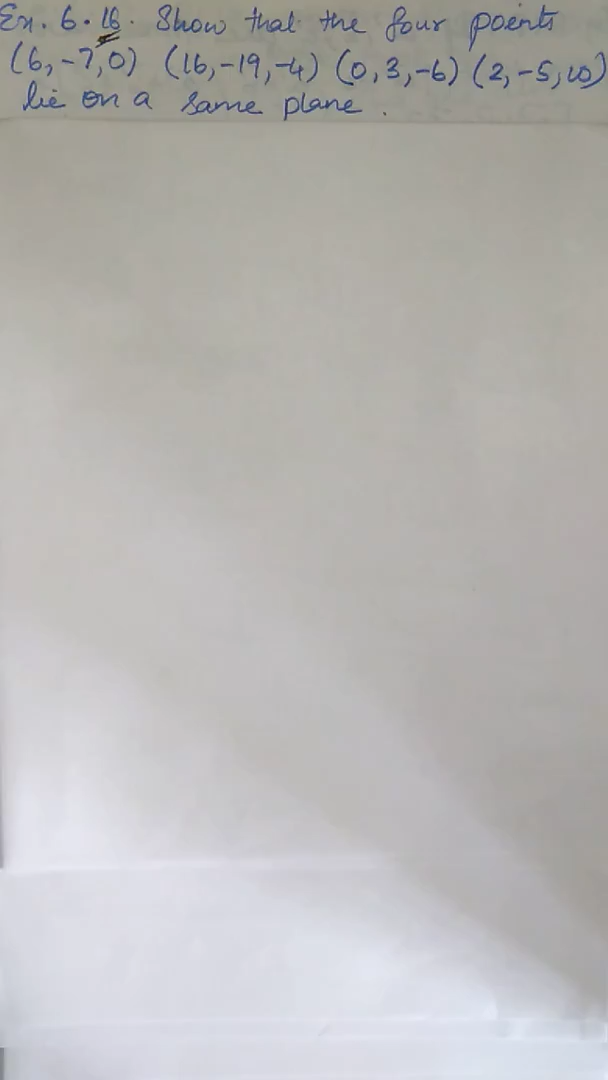 Ex. 6.16. Show that the four points
(6,-7,0) (16,-19,-4) (0,3,-6) (2,-5,10)
lie on a same plane.